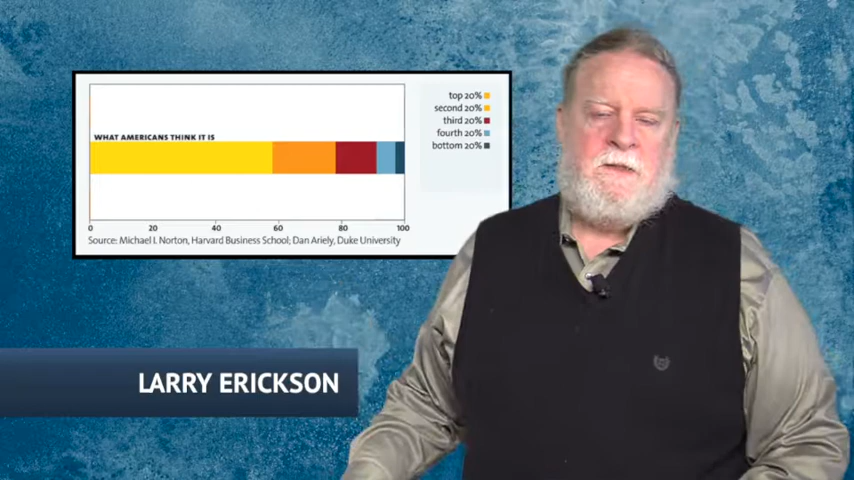 top 20%
second 20%
third 20%
fourth 20%
bottom 20%
WHAT AMERICANS THINK IT IS
0 20 40 60 80 100
Source: Michael I. Norton, Harvard Business School; Dan Ariely, Duke University
LARRY ERICKSON